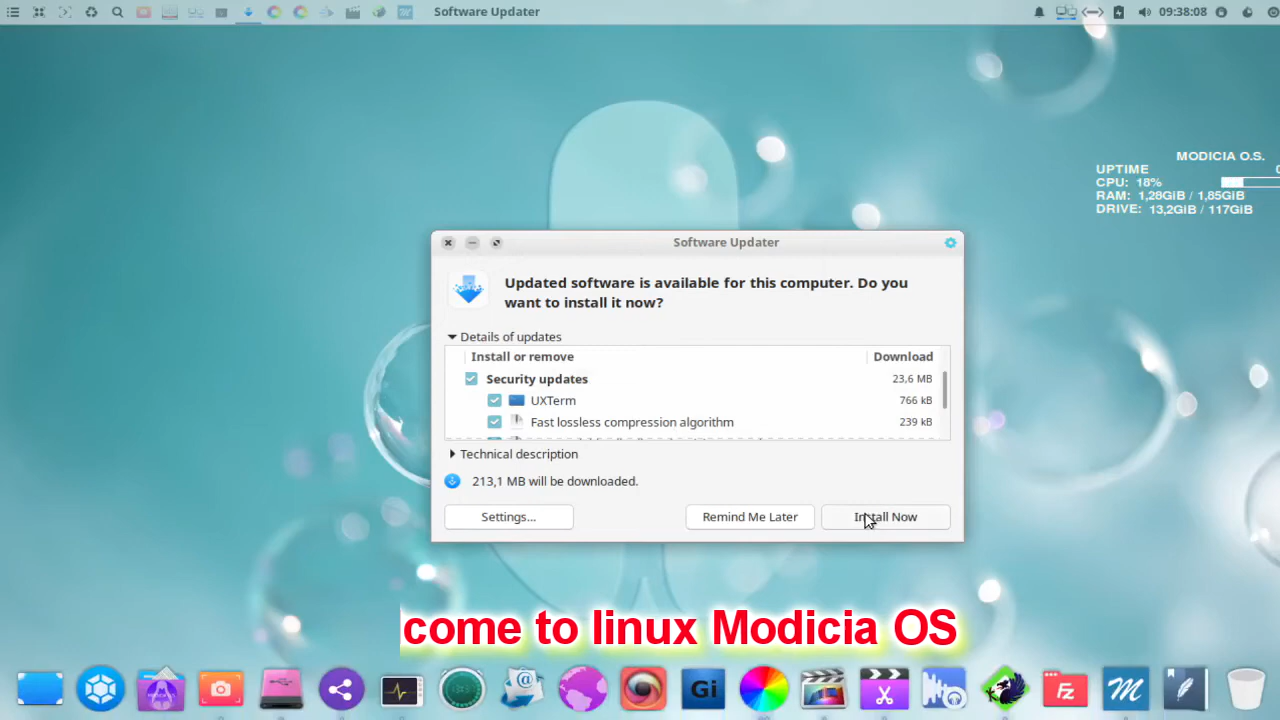 Software Updater
09:38:08
MODICIA O.S.
UPTIME 0
CPU: 18%
RAM: 1,28GiB / 1,85GiB
DRIVE: 13,2GiB / 117GiB
Software Updater
Updated software is available for this computer. Do you
want to install it now?
Details of updates
Install or remove Download
Security updates 23,6 MB
UXTerm 766 kB
Fast lossless compression algorithm 239 kB
Technical description
213,1 MB will be downloaded.
Settings... Remind Me Later Install Now
come to linux Modicia OS
Gi
Fz
M